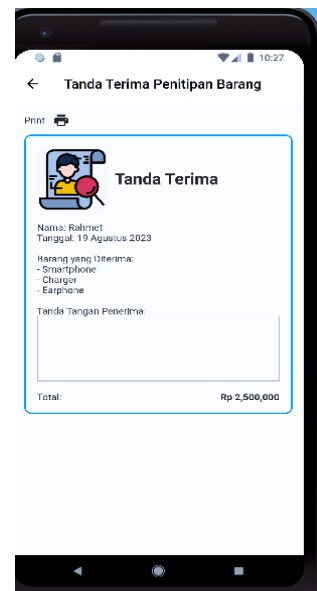 10:27
Tanda Terima Penitipan Barang
Print
Tanda Terima
Nama: Rahmet
Tanggal: 19 Agustus 2023
Barang yang Diterima:
- Smartphone
- Charger
- Earphone
Tanda Tangan Penerima:
Total: Rp 2,500,000